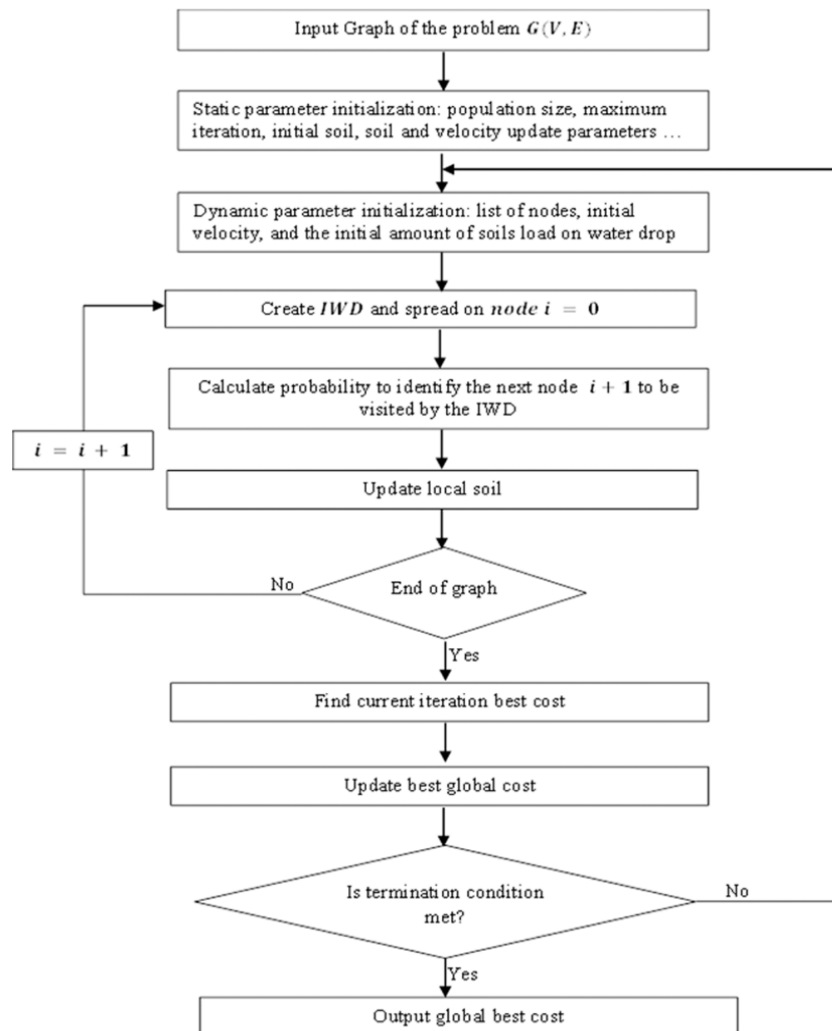 Input Graph of the problem G(V, E)
Static parameter initialization: population size, maximum
iteration, initial soil, soil and velocity update parameters ...
Dynamic parameter initialization: list of nodes, initial
velocity, and the initial amount of soils load on water drop
Create IWD and spread on node i = 0
Calculate probability to identify the next node i + 1 to be
visited by the IWD
i = i + 1
Update local soil
No
End of graph
Yes
Find current iteration best cost
Update best global cost
Is termination condition
met?
No
Yes
Output global best cost